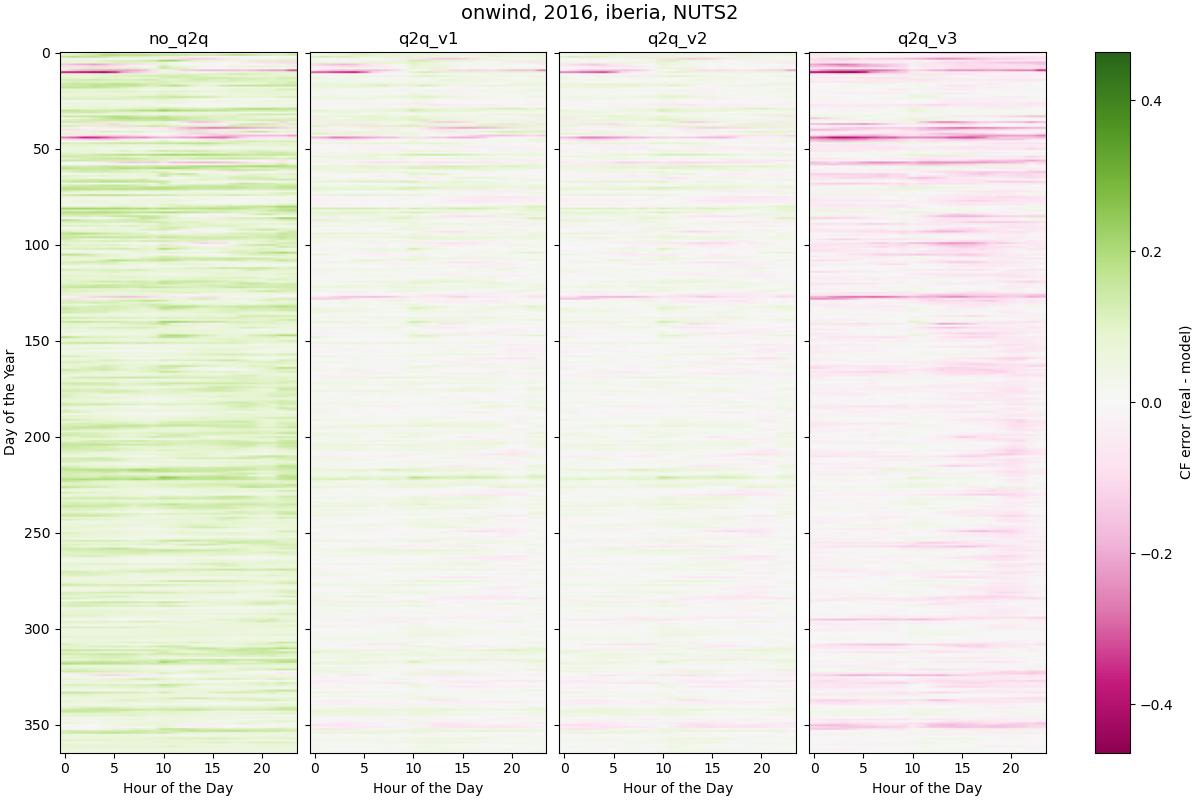 onwind, 2016, iberia, NUTS2
no_q2q
q2q_v1
q2q_v2
q2q_v3
0
50
100
150
200
250
300
350
Day of the Year
0 5 10 15 20
0 5 10 15 20
0 5 10 15 20
0 5 10 15 20
Hour of the Day
Hour of the Day
Hour of the Day
Hour of the Day
0.4
0.2
0.0
−0.2
−0.4
CF error (real - model)